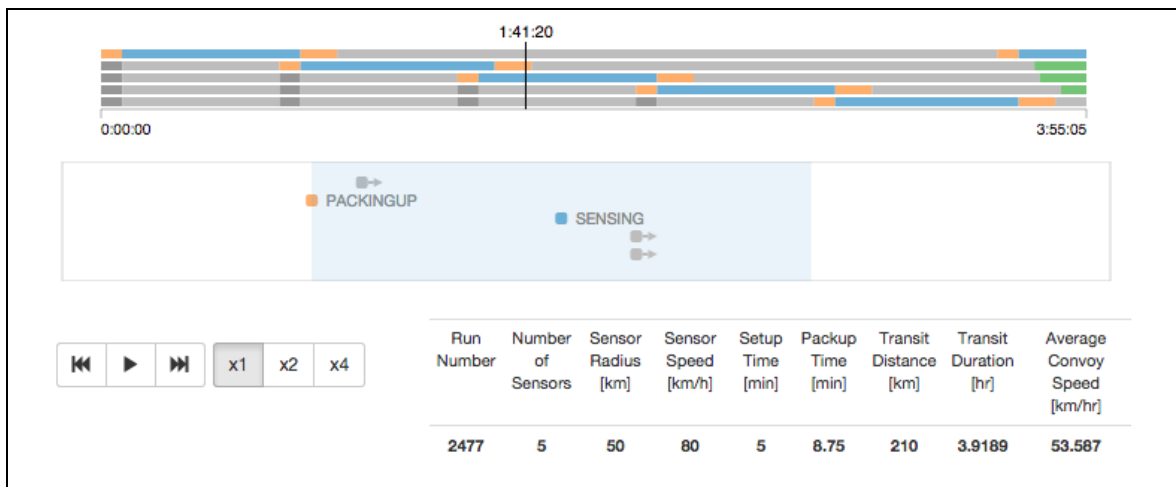 1:41:20
0:00:00 3:55:05
PACKINGUP
SENSING
x1 x2 x4
Run Number of Sensors Sensor Radius [km] Sensor Speed [km/h] Setup Time [min] Packup Time [min] Transit Distance [km] Transit Duration [hr] Average Convoy Speed [km/hr]
Run Number
2477 5 50 80 5 8.75 210 3.9189 53.587